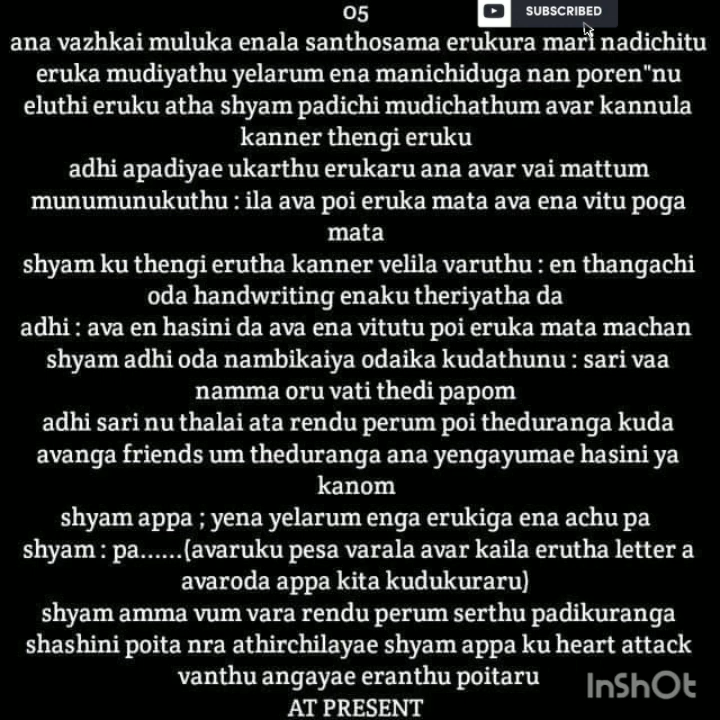 05
SUBSCRIBED
ana vazhkai muluka enala santhosama erukura mari nadichitu
eruka mudiyathu yelarum ena manichiduga nan poren"nu
eluthi eruku atha shyam padichi mudichathum avar kannula
kanner thengi eruku
adhi apadiyae ukarthu erukaru ana avar vai mattum
munumunukuthu : ila ava poi eruka mata ava ena vitu poga
mata
shyam ku thengi erutha kanner velila varuthu : en thangachi
oda handwriting enaku theriyatha da
adhi : ava en hasini da ava ena vitutu poi eruka mata machan
shyam adhi oda nambikaiya odaika kudathunu : sari vaa
namma oru vati thedi papom
adhi sari nu thalai ata rendu perum poi theduranga kuda
avanga friends um theduranga ana yengayumae hasini ya
kanom
shyam appa ; yena yelarum enga erukiga ena achu pa
shyam : pa......(avaruku pesa varala avar kaila erutha letter a
avaroda appa kita kudukuraru)
shyam amma vum vara rendu perum serthu padikuranga
shashini poita nra athirchilayae shyam appa ku heart attack
vanthu angayae eranthu poitaru
AT PRESENT
InShOt